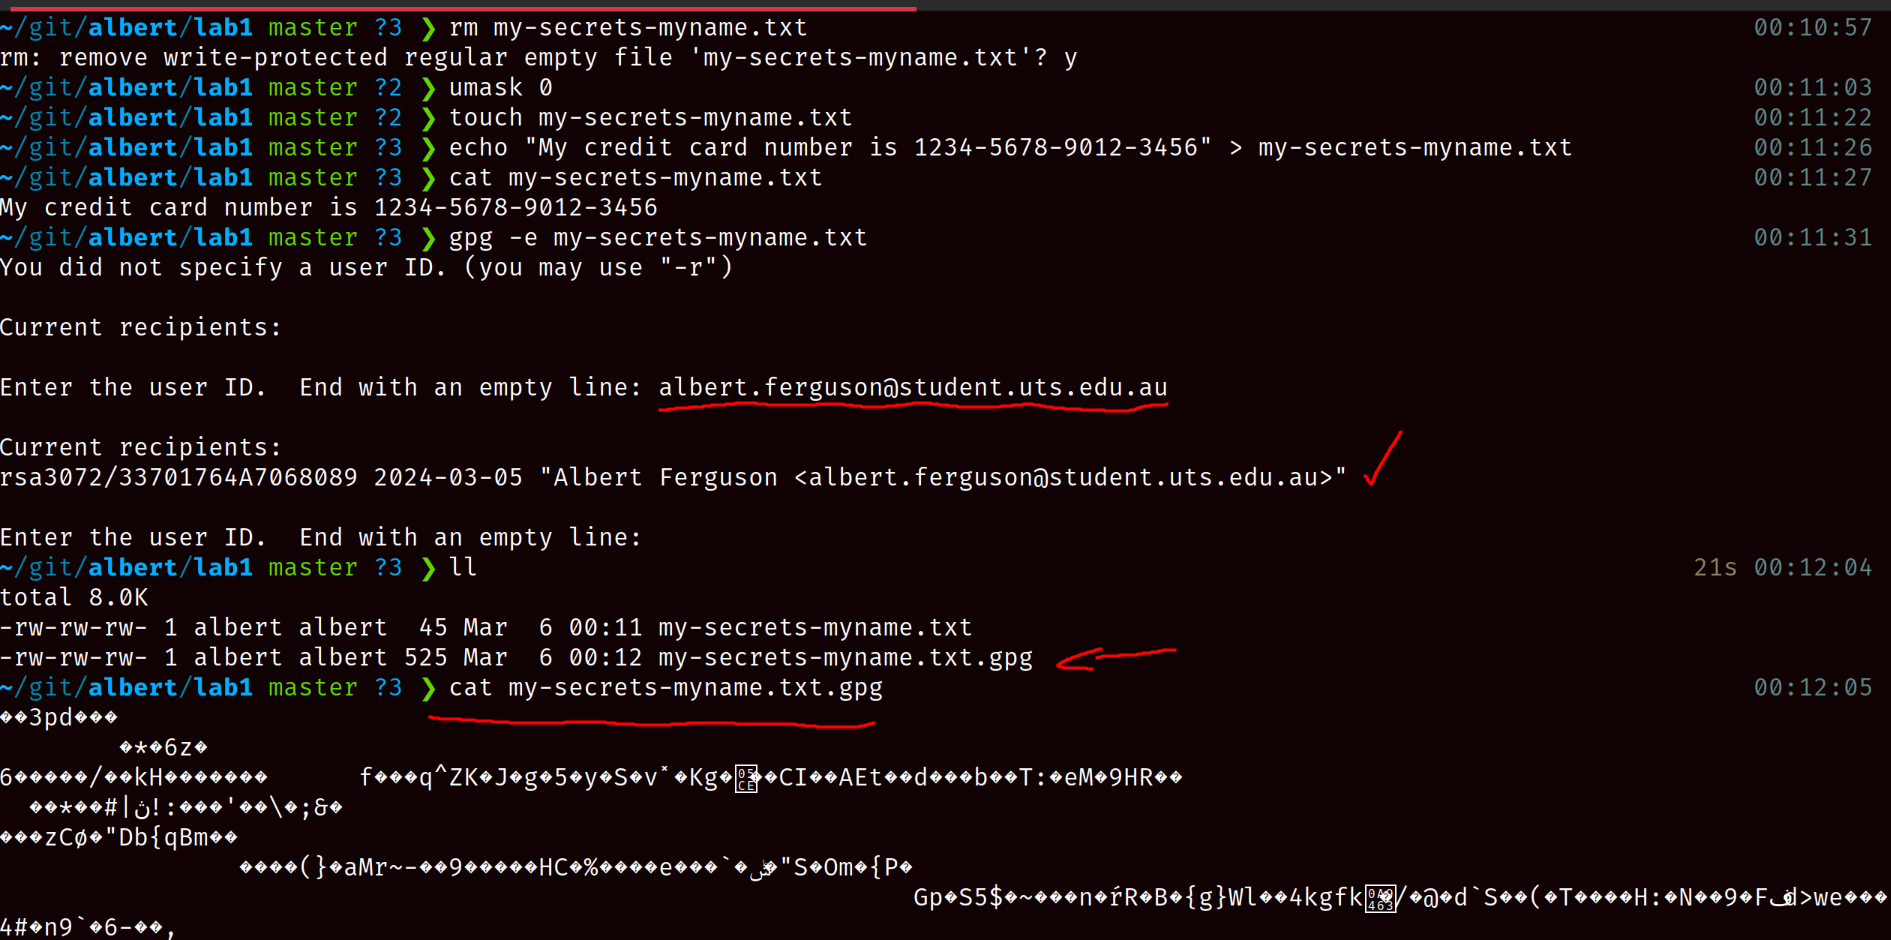 ~/git/albert/lab1 master ?3 ❯ rm my-secrets-myname.txt 00:10:57
rm: remove write-protected regular empty file 'my-secrets-myname.txt'? y
~/git/albert/lab1 master ?2 ❯ umask 0 00:11:03
~/git/albert/lab1 master ?2 ❯ touch my-secrets-myname.txt 00:11:22
~/git/albert/lab1 master ?3 ❯ echo "My credit card number is 1234-5678-9012-3456" > my-secrets-myname.txt 00:11:26
~/git/albert/lab1 master ?3 ❯ cat my-secrets-myname.txt 00:11:27
My credit card number is 1234-5678-9012-3456
~/git/albert/lab1 master ?3 ❯ gpg -e my-secrets-myname.txt 00:11:31
You did not specify a user ID. (you may use "-r")
Current recipients:
Enter the user ID.  End with an empty line: albert.ferguson@student.uts.edu.au
Current recipients:
rsa3072/33701764A7068089 2024-03-05 "Albert Ferguson <albert.ferguson@student.uts.edu.au>"
Enter the user ID.  End with an empty line:
~/git/albert/lab1 master ?3 ❯ ll 21s 00:12:04
total 8.0K
-rw-rw-rw- 1 albert albert  45 Mar  6 00:11 my-secrets-myname.txt
-rw-rw-rw- 1 albert albert 525 Mar  6 00:12 my-secrets-myname.txt.gpg
~/git/albert/lab1 master ?3 ❯ cat my-secrets-myname.txt.gpg 00:12:05
��3pd���
�*�6z�
6�����/��kH������� f���q^ZK�J�g�5�y�S�v˟�Kg� ��CI��AEt��d���b��T:�eM�9HR��
��*��#|ث!:���'��\�;&�
���zCø�"Db{qBm��
����(}�aMr~-��9�����HC�%����e���`� �"S�Om�{P�
Gp�S5$�~���n�ŕR�B�{g}Wl��4kgfk /�@�d`S��(�T����H:�N��9�F d>we���
4#�n9`�6-��,